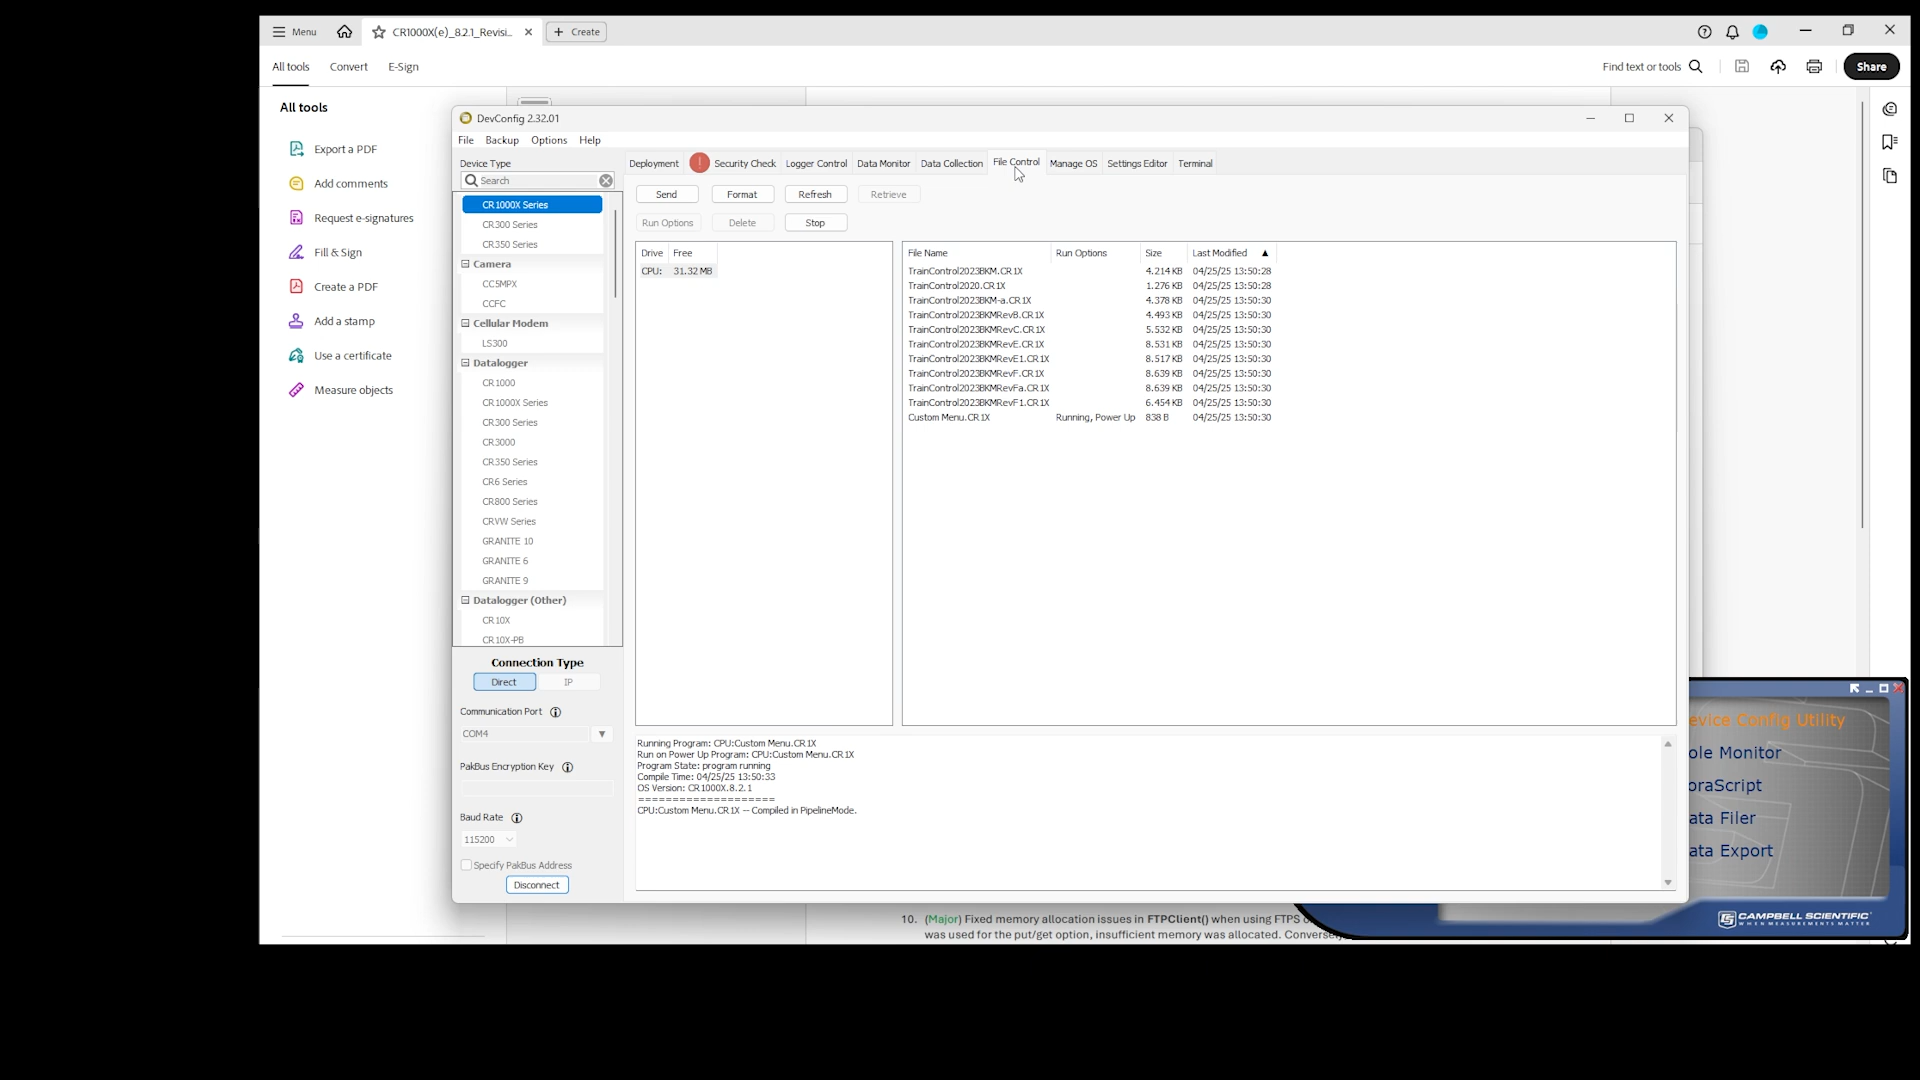 Menu
CR1000X(e)_8.2.1_Revisi...
Create
All tools
Convert
E-Sign
Find text or tools
Share
All tools
Export a PDF
Add comments
Request e-signatures
Fill & Sign
Create a PDF
Add a stamp
Use a certificate
Measure objects
DevConfig 2.32.01
File Backup Options Help
Device Type
Search
CR1000X Series
CR300 Series
CR350 Series
Camera
CC5MPX
CCFC
Cellular Modem
LS300
Datalogger
CR1000
CR1000X Series
CR300 Series
CR3000
CR350 Series
CR6 Series
CR800 Series
CRVW Series
GRANITE 10
GRANITE 6
GRANITE 9
Datalogger (Other)
CR10X
CR10X-PB
Connection Type
Direct IP
Communication Port
COM4
PakBus Encryption Key
Baud Rate
115200
Specify PakBus Address
Disconnect
Deployment ! Security Check Logger Control Data Monitor Data Collection File Control Manage OS Settings Editor Terminal
Send Format Refresh Retrieve
Run Options Delete Stop
Drive Free
CPU: 31.32 MB
File Name Run Options Size Last Modified
TrainControl2023BKM.CR1X 4.214 KB 04/25/25 13:50:28
TrainControl2020.CR1X 1.276 KB 04/25/25 13:50:28
TrainControl2023BKM-a.CR1X 4.378 KB 04/25/25 13:50:30
TrainControl2023BKMRevB.CR1X 4.493 KB 04/25/25 13:50:30
TrainControl2023BKMRevC.CR1X 5.532 KB 04/25/25 13:50:30
TrainControl2023BKMRevE.CR1X 8.531 KB 04/25/25 13:50:30
TrainControl2023BKMRevE1.CR1X 8.517 KB 04/25/25 13:50:30
TrainControl2023BKMRevF.CR1X 8.639 KB 04/25/25 13:50:30
TrainControl2023BKMRevFa.CR1X 8.639 KB 04/25/25 13:50:30
TrainControl2023BKMRevF1.CR1X 6.454 KB 04/25/25 13:50:30
Custom Menu.CR1X Running, Power Up 838 B 04/25/25 13:50:30
Running Program: CPU:Custom Menu.CR1X
Run on Power Up Program: CPU:Custom Menu.CR1X
Program State: program running
Compile Time: 04/25/25 13:50:33
OS Version: CR1000X.8.2.1
====================
CPU:Custom Menu.CR1X -- Compiled in PipelineMode.
evice Config Utility
ole Monitor
oraScript
ata Filer
ata Export
CAMPBELL SCIENTIFIC
WHEN MEASUREMENTS MATTER
10. (Major) Fixed memory allocation issues in FTPClient() when using FTPS
was used for the put/get option, insufficient memory was allocated. Conversel